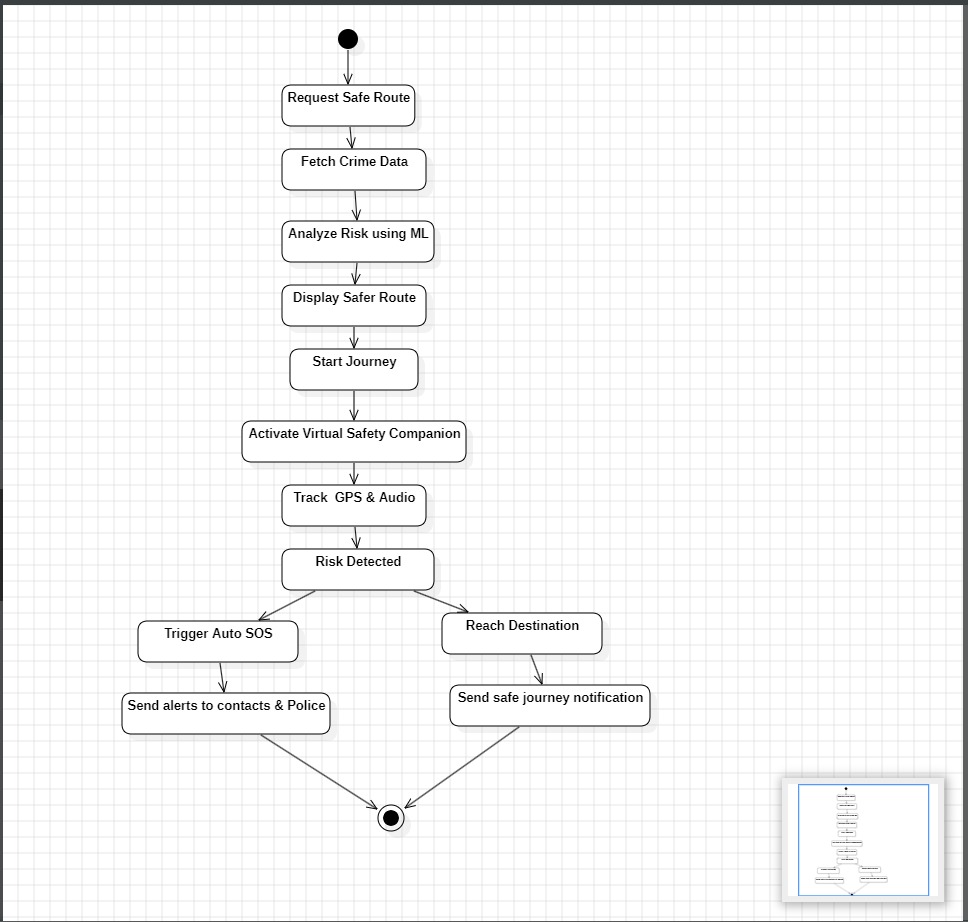 Request Safe Route
Fetch Crime Data
Analyze Risk using ML
Display Safer Route
Start Journey
Activate Virtual Safety Companion
Track  GPS & Audio
Risk Detected
Trigger Auto SOS
Reach Destination
Send alerts to contacts & Police
Send safe journey notification